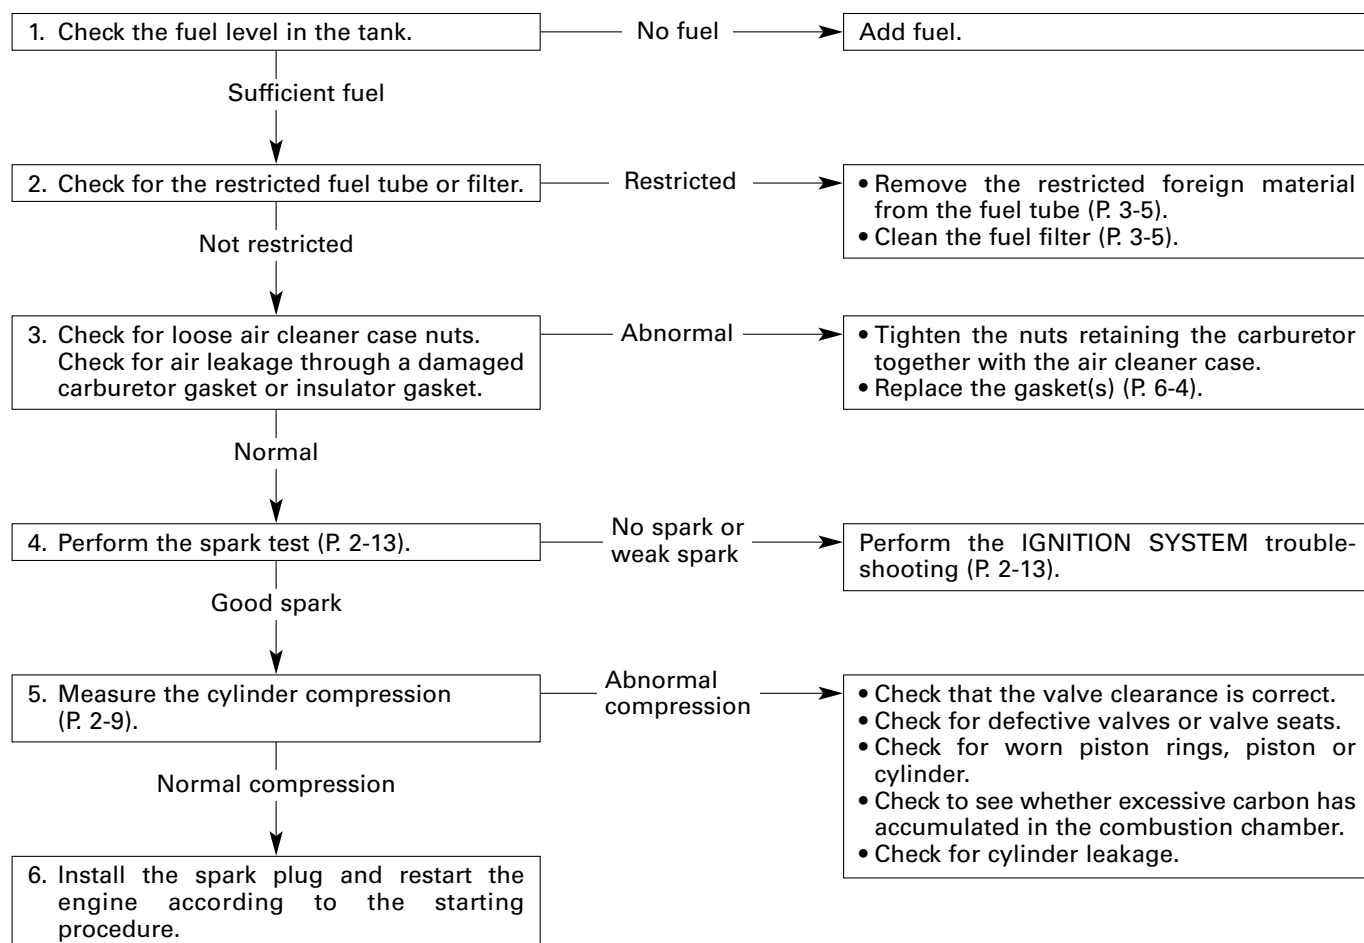 1. Check the fuel level in the tank.
No fuel
Add fuel.
Sufficient fuel
2. Check for the restricted fuel tube or filter.
Restricted
• Remove the restricted foreign material
from the fuel tube (P. 3-5).
• Clean the fuel filter (P. 3-5).
Not restricted
3. Check for loose air cleaner case nuts.
Check for air leakage through a damaged
carburetor gasket or insulator gasket.
Abnormal
• Tighten the nuts retaining the carburetor
together with the air cleaner case.
• Replace the gasket(s) (P. 6-4).
Normal
4. Perform the spark test (P. 2-13).
No spark or
weak spark
Perform the IGNITION SYSTEM trouble-
shooting (P. 2-13).
Good spark
5. Measure the cylinder compression
(P. 2-9).
Abnormal
compression
• Check that the valve clearance is correct.
• Check for defective valves or valve seats.
• Check for worn piston rings, piston or
cylinder.
• Check to see whether excessive carbon has
accumulated in the combustion chamber.
• Check for cylinder leakage.
Normal compression
6. Install the spark plug and restart the
engine according to the starting
procedure.